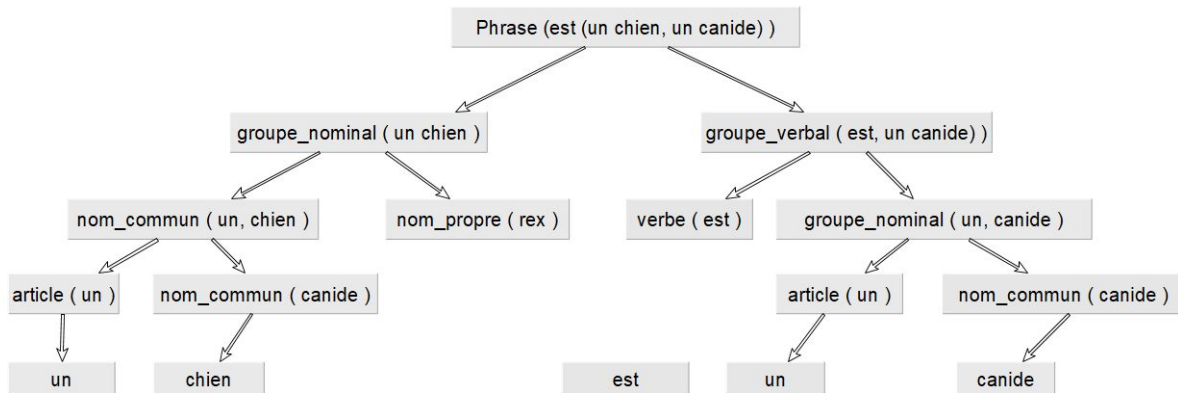 Phrase (est (un chien, un canide) )
groupe_nominal ( un chien )
groupe_verbal ( est, un canide) )
nom_commun ( un, chien )
nom_propre ( rex )
verbe ( est )
groupe_nominal ( un, canide )
article ( un )
nom_commun ( canide )
article ( un )
nom_commun ( canide )
un
chien
est
un
canide